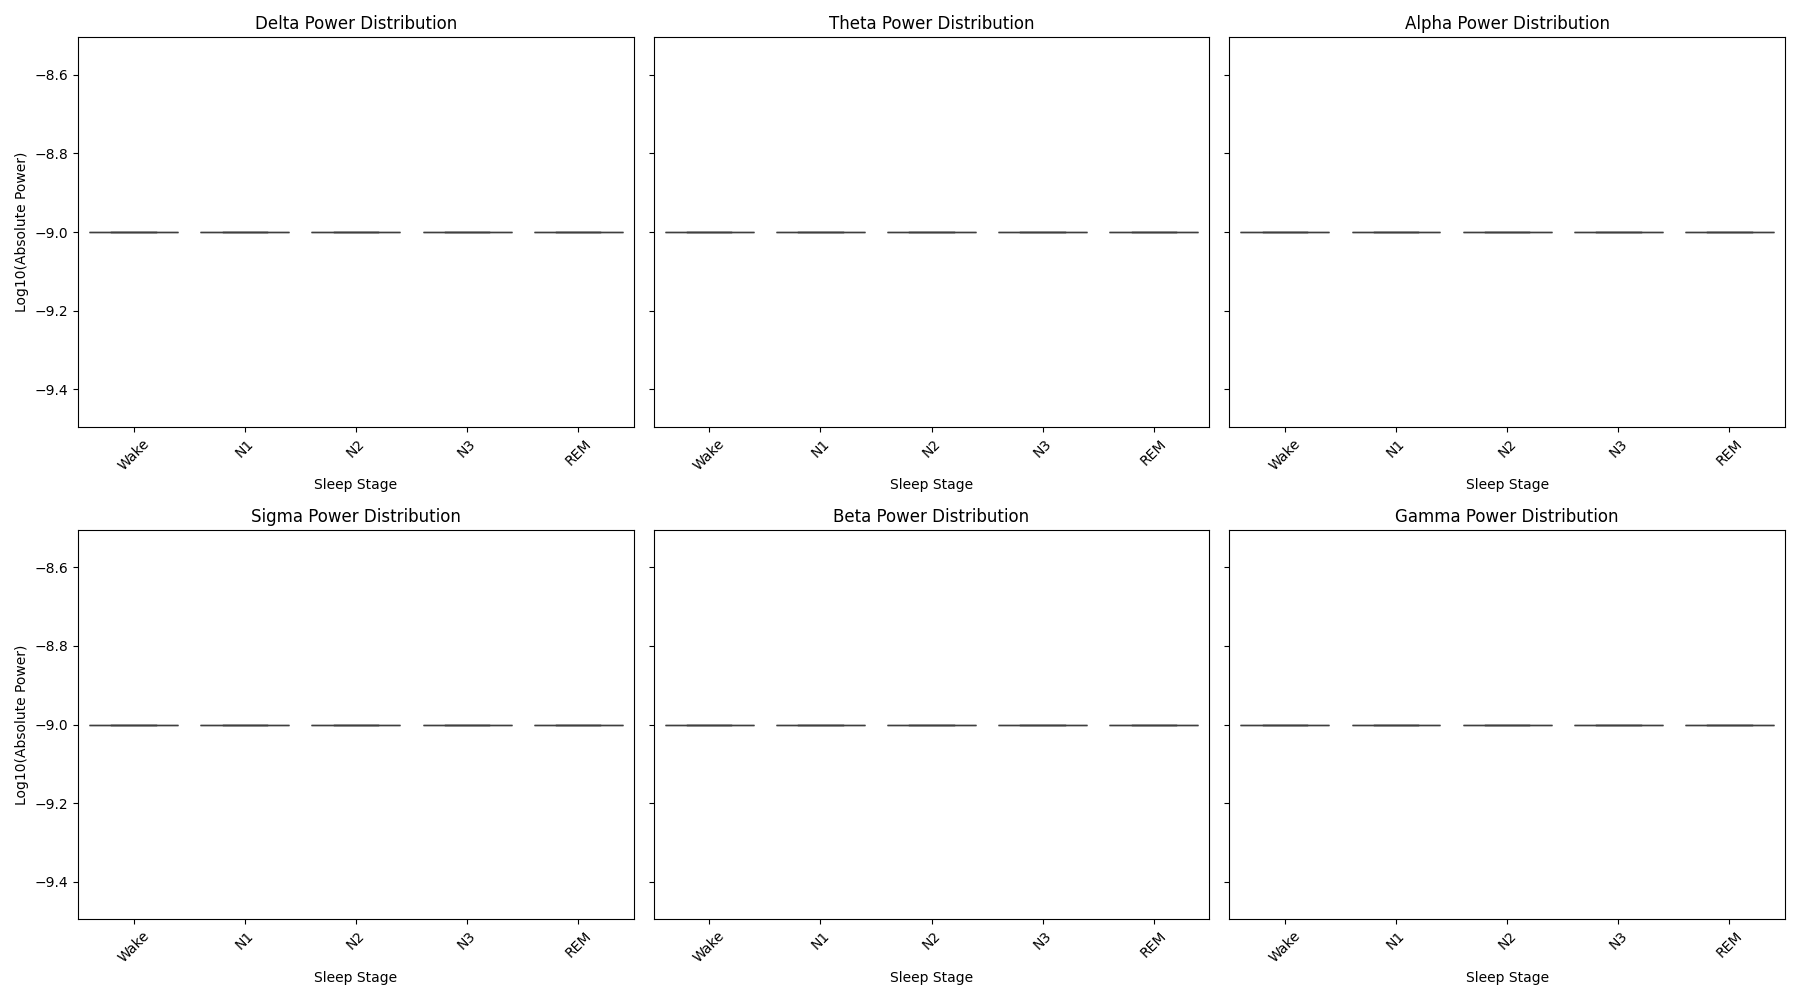 Delta Power Distribution
Theta Power Distribution
Alpha Power Distribution
Log10(Absolute Power)
−8.6
−8.8
−9.0
−9.2
−9.4
Wake N1 N2 N3 REM
Wake N1 N2 N3 REM
Wake N1 N2 N3 REM
Sleep Stage
Sleep Stage
Sleep Stage
Sigma Power Distribution
Beta Power Distribution
Gamma Power Distribution
Log10(Absolute Power)
−8.6
−8.8
−9.0
−9.2
−9.4
Wake N1 N2 N3 REM
Wake N1 N2 N3 REM
Wake N1 N2 N3 REM
Sleep Stage
Sleep Stage
Sleep Stage